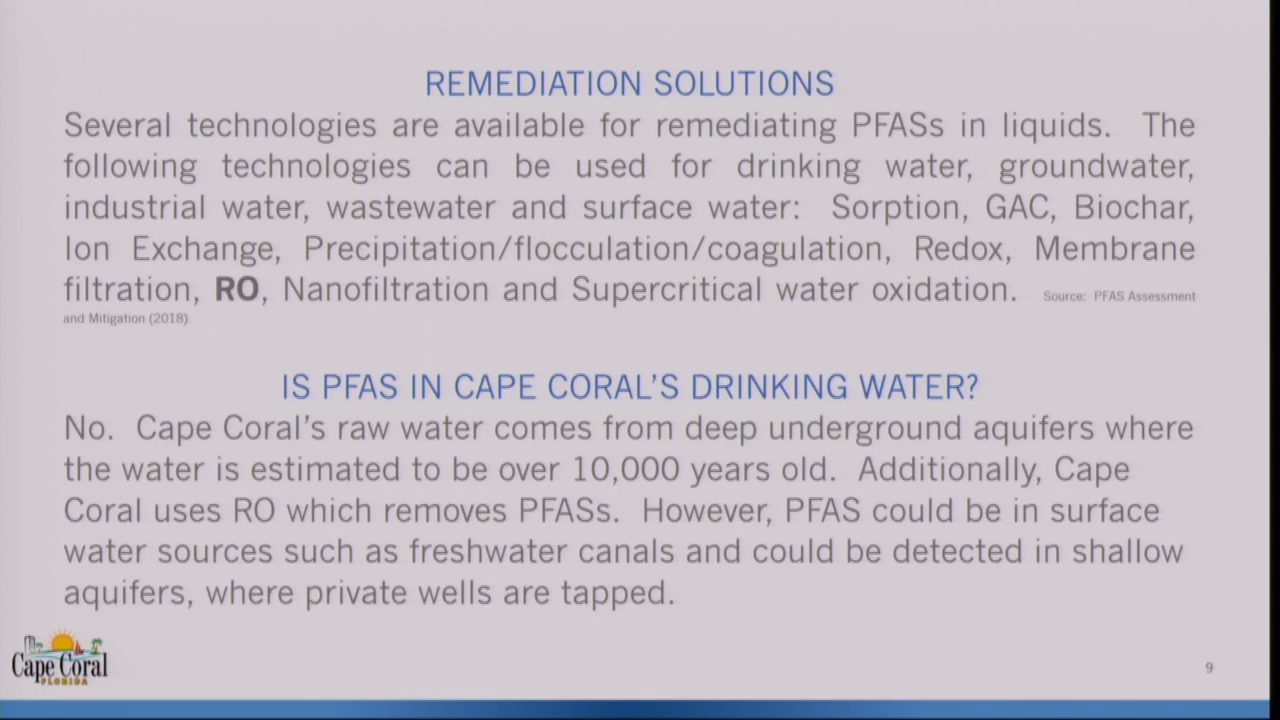 REMEDIATION SOLUTIONS
Several technologies are available for remediating PFASs in liquids. The
following technologies can be used for drinking water, groundwater,
industrial water, wastewater and surface water: Sorption, GAC, Biochar,
Ion Exchange, Precipitation/flocculation/coagulation, Redox, Membrane
filtration, RO, Nanofiltration and Supercritical water oxidation. Source: PFAS Assessment
and Mitigation (2018).
IS PFAS IN CAPE CORAL'S DRINKING WATER?
No. Cape Coral's raw water comes from deep underground aquifers where
the water is estimated to be over 10,000 years old. Additionally, Cape
Coral uses RO which removes PFASs. However, PFAS could be in surface
water sources such as freshwater canals and could be detected in shallow
aquifers, where private wells are tapped.
Cape Coral
FLORIDA
9